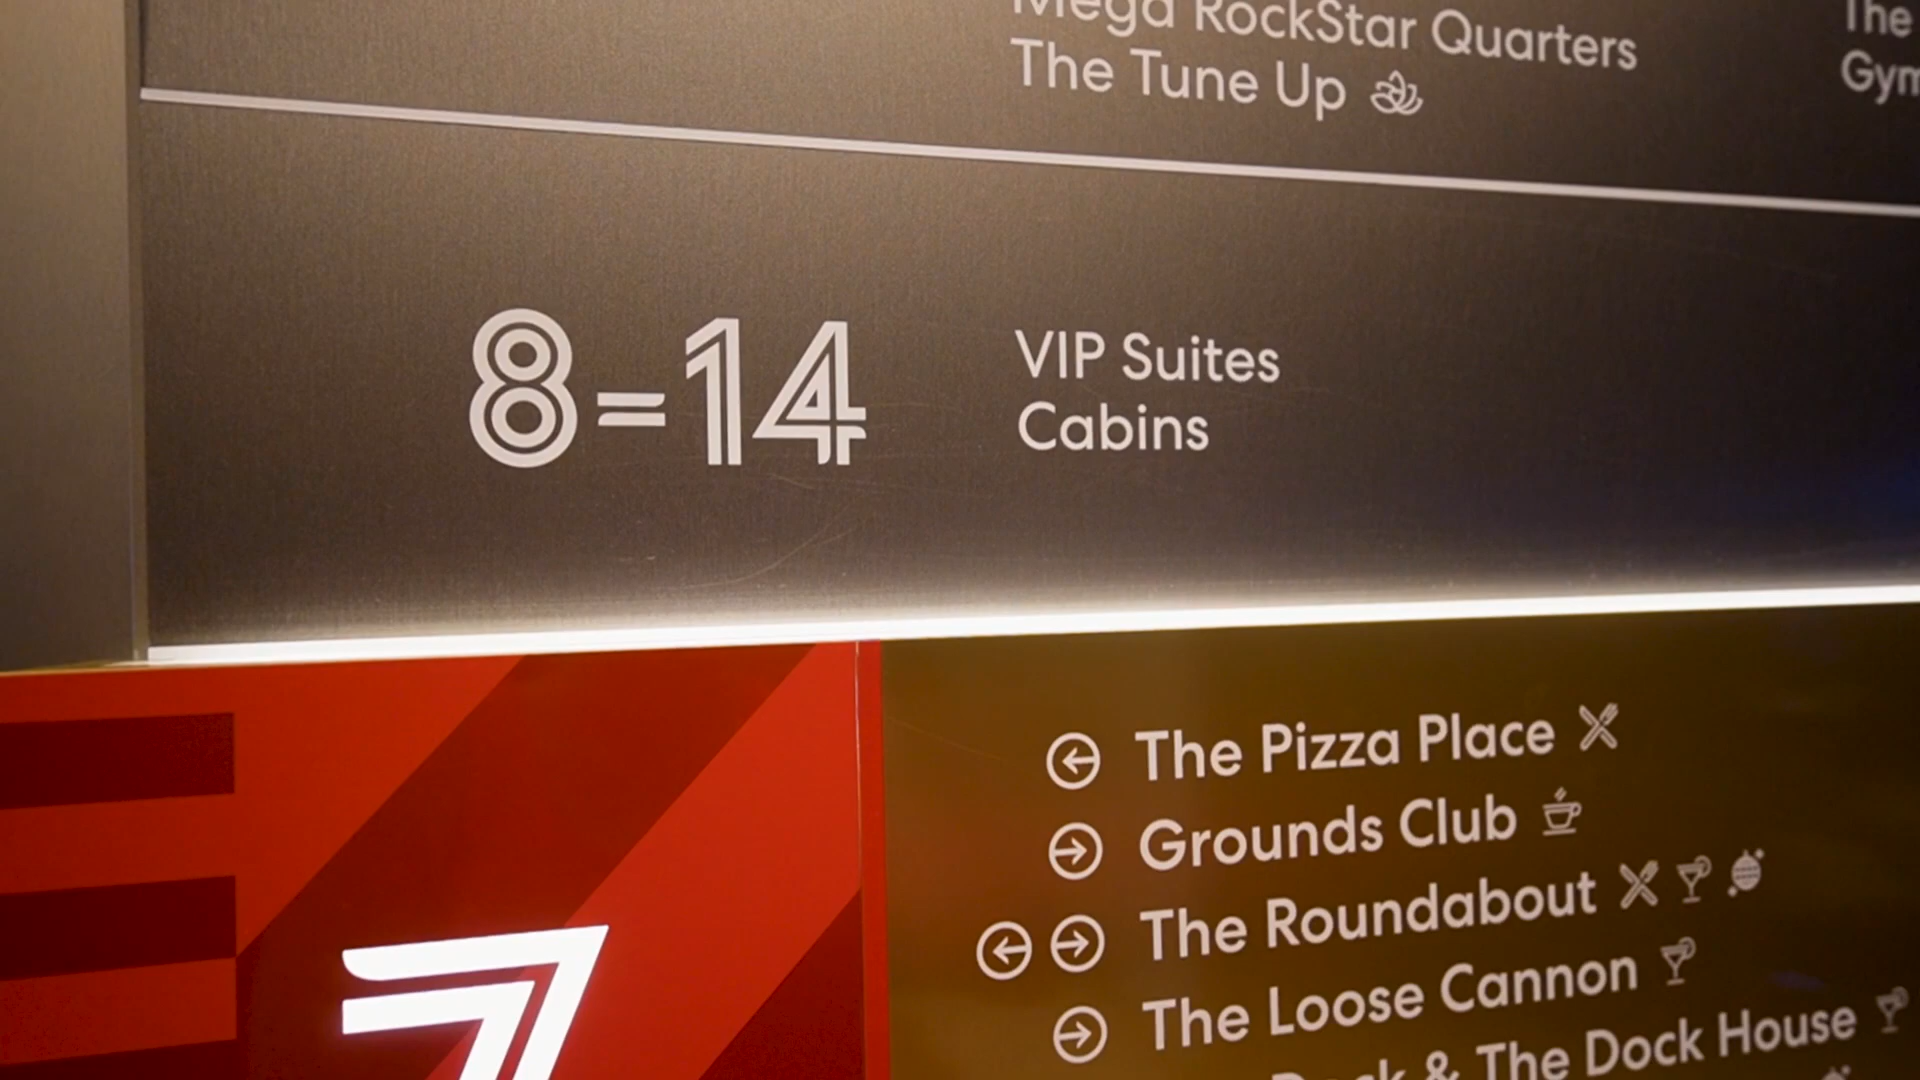 Mega RockStar Quarters
The Tune Up
The
8=14
VIP Suites
Cabins
7
The Pizza Place
Grounds Club
The Roundabout
The Loose Cannon
& The Dock House